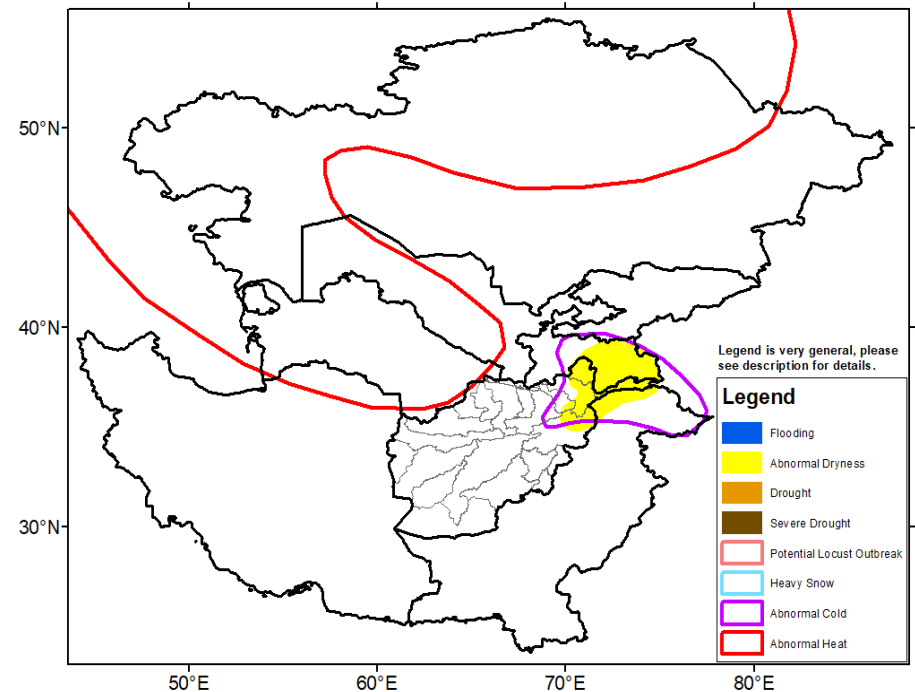 50°N
40°N
30°N
50°E
60°E
70°E
80°E
Legend is very general, please
see description for details.
Legend
Flooding
Abnormal Dryness
Drought
Severe Drought
Potential Locust Outbreak
Heavy Snow
Abnormal Cold
Abnormal Heat